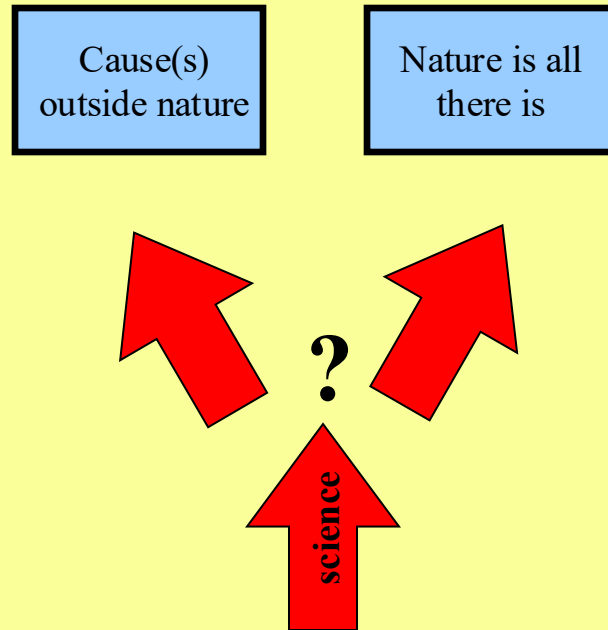 Cause(s)
outside nature
Nature is all
there is
?
science